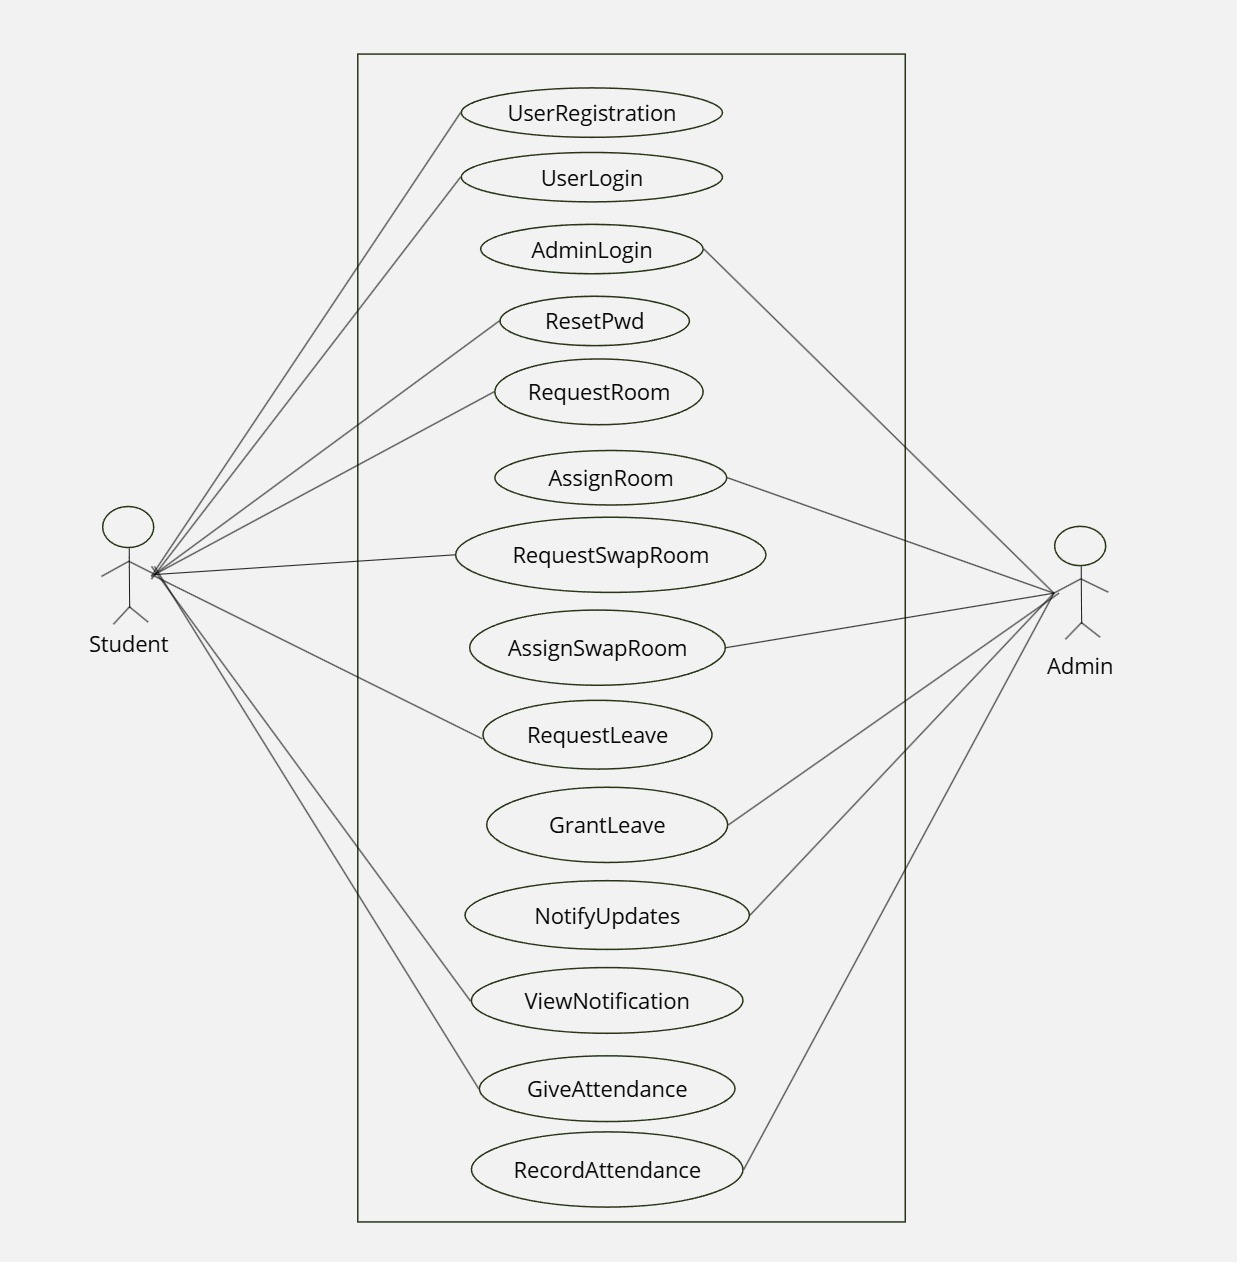 UserRegistration
UserLogin
AdminLogin
ResetPwd
RequestRoom
AssignRoom
RequestSwapRoom
AssignSwapRoom
Student
Admin
RequestLeave
GrantLeave
NotifyUpdates
ViewNotification
GiveAttendance
RecordAttendance